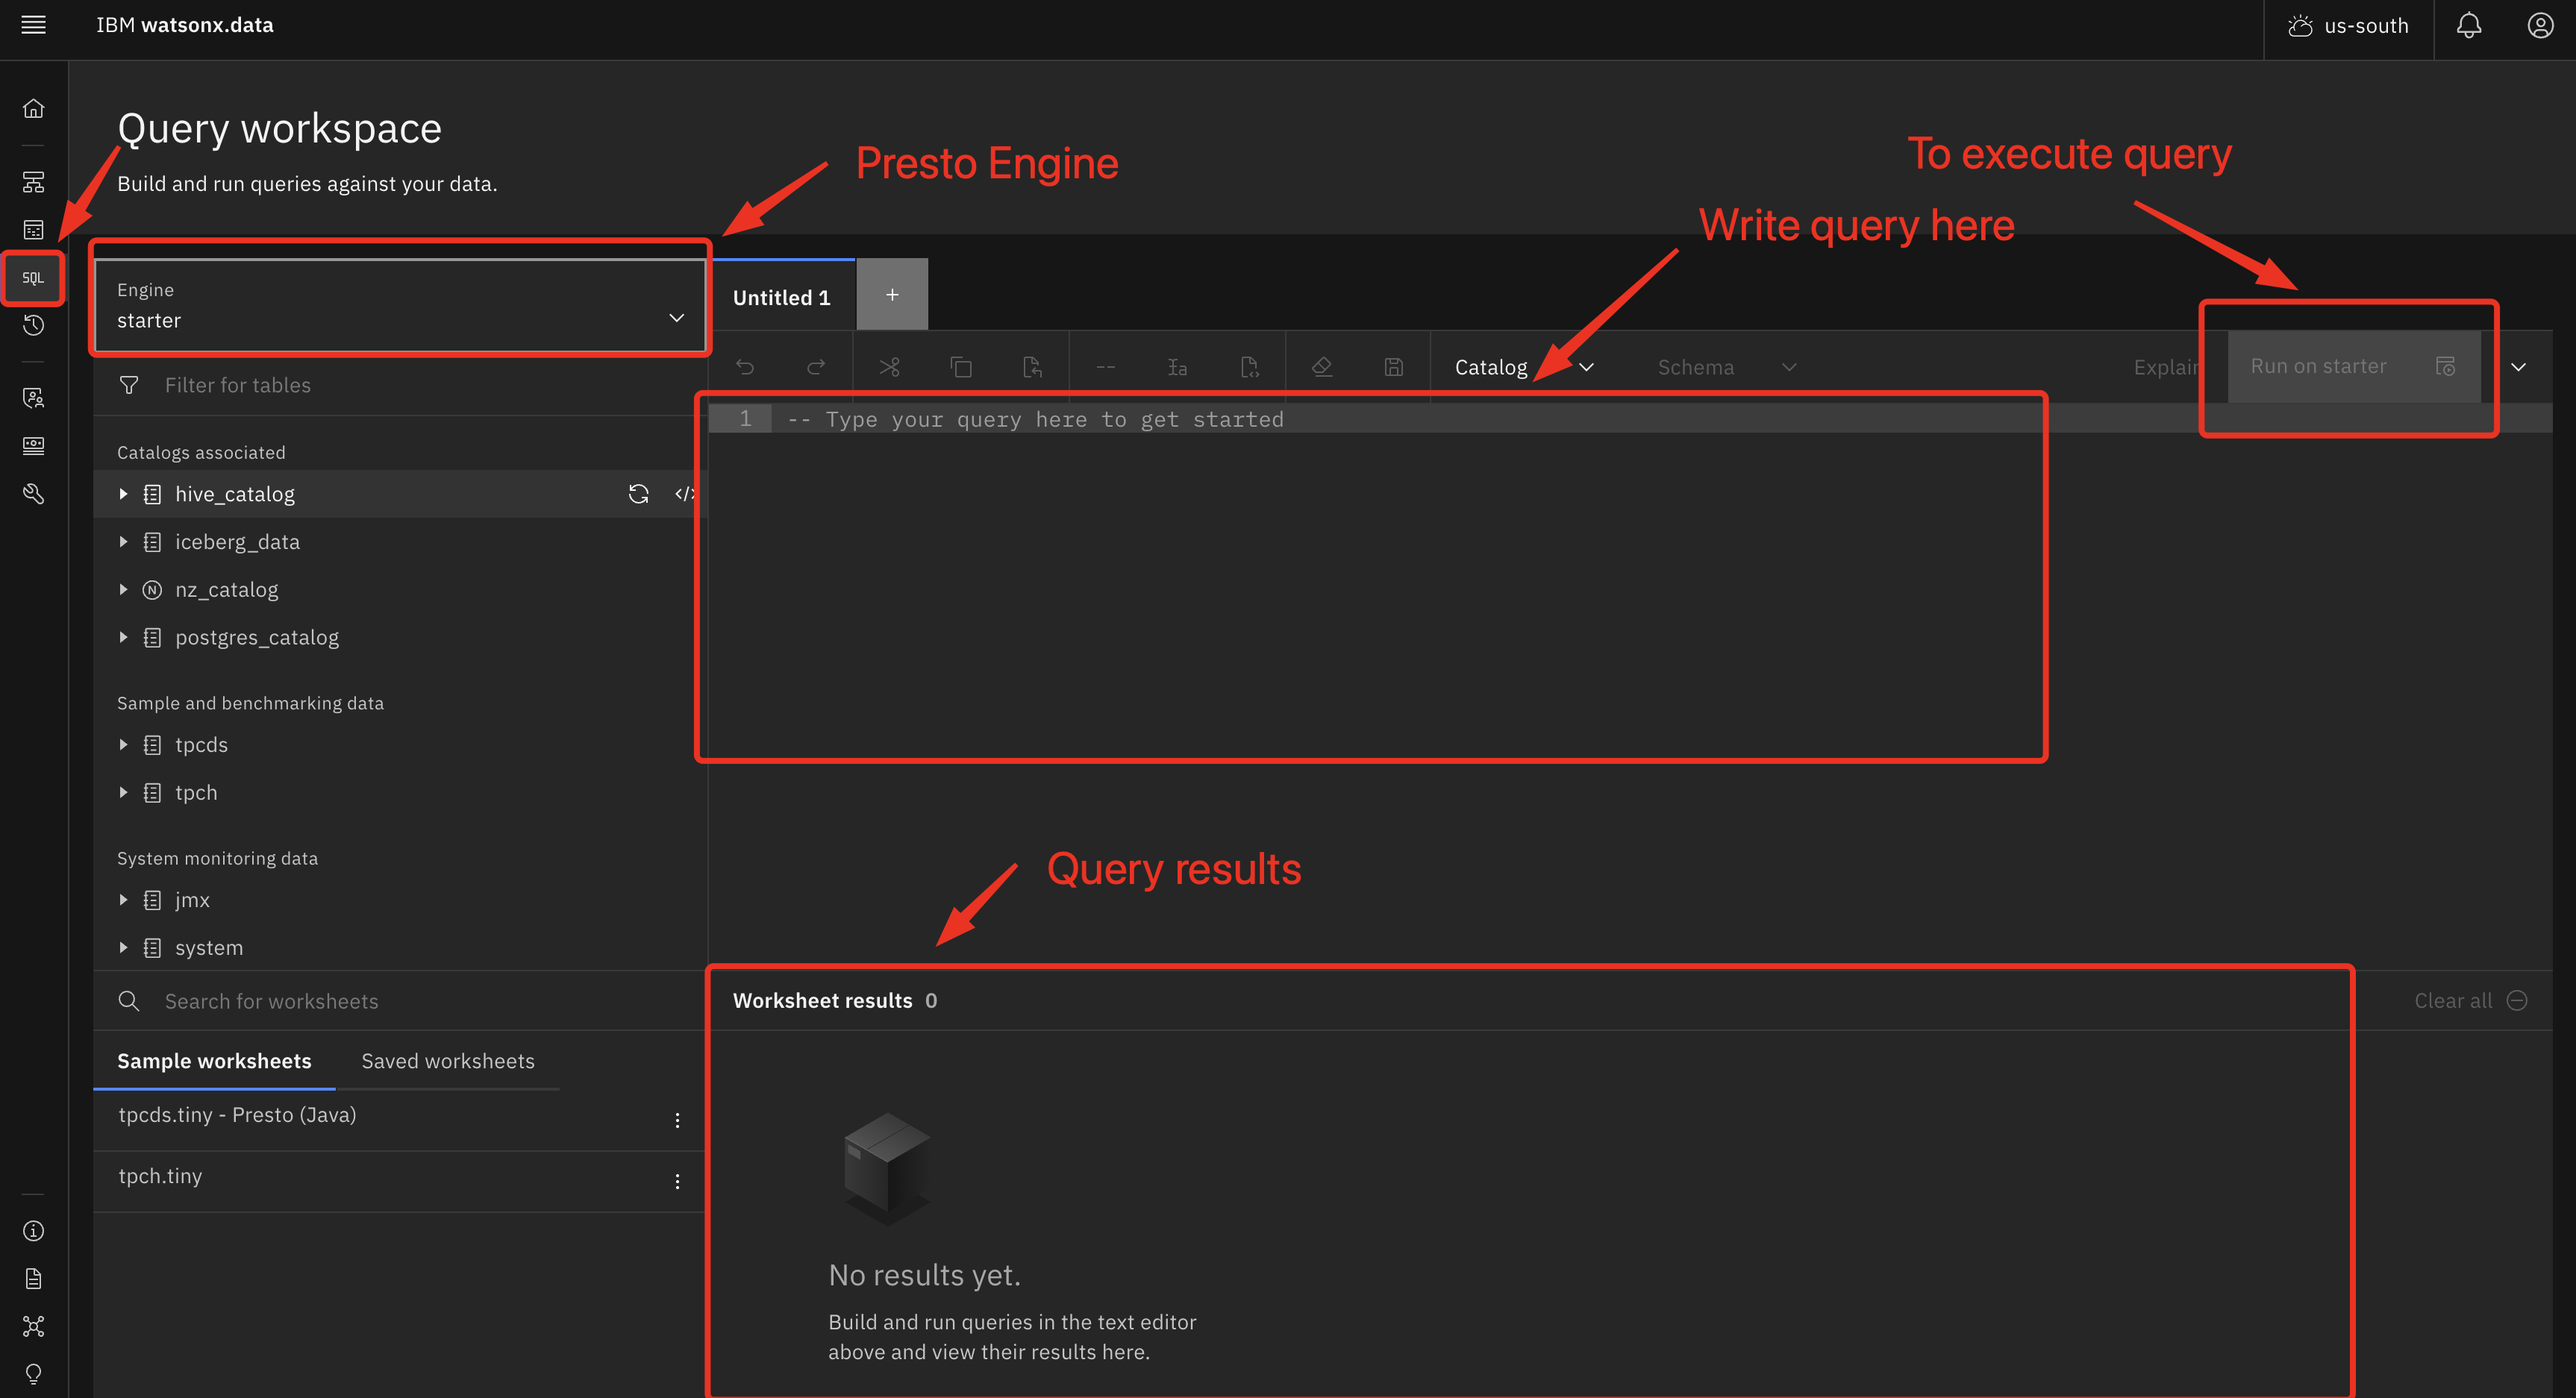 IBM watsonx.data
us-south
Query workspace
Build and run queries against your data.
Presto Engine
To execute query
Write query here
SQL
Engine
starter
Untitled 1
+
Filter for tables
Catalog
Schema
Explain
Run on starter
1 -- Type your query here to get started
Catalogs associated
hive_catalog
iceberg_data
N nz_catalog
postgres_catalog
Sample and benchmarking data
tpcds
tpch
System monitoring data
jmx
system
Query results
Search for worksheets
Sample worksheets
Saved worksheets
tpcds.tiny - Presto (Java)
tpch.tiny
Worksheet results 0
Clear all
No results yet.
Build and run queries in the text editor
above and view their results here.